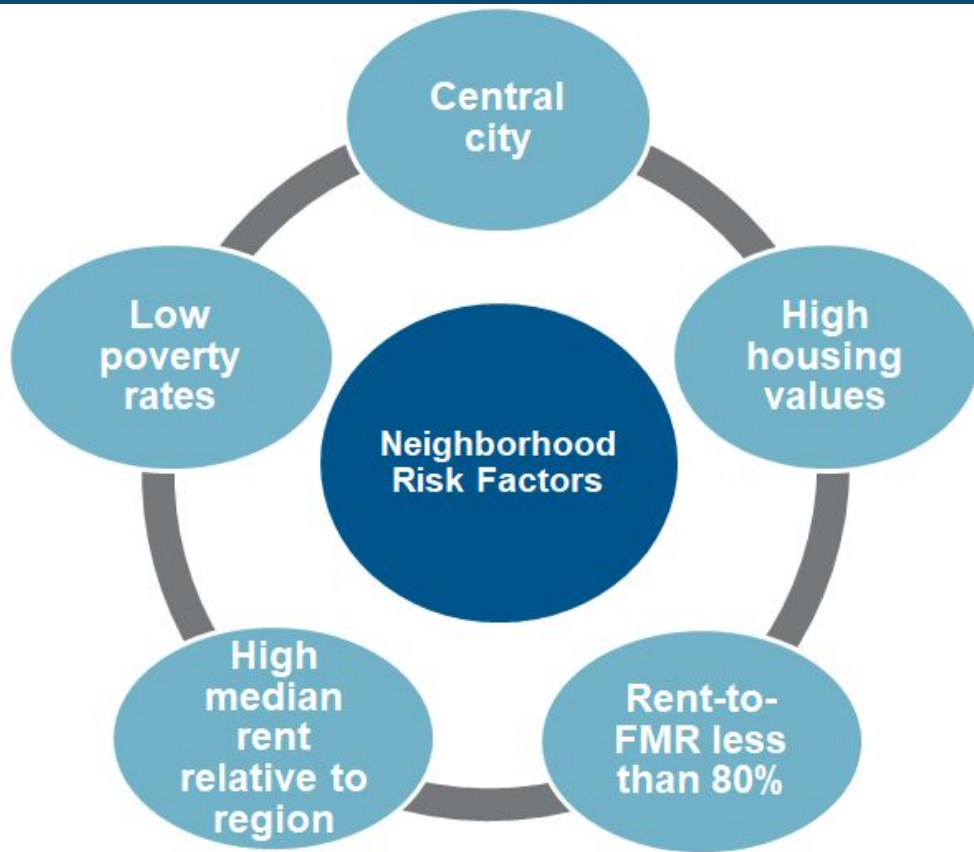 Central
city
High
housing
values
Low
poverty
rates
Neighborhood
Risk Factors
High
median
rent
relative to
region
Rent-to-
FMR less
than 80%